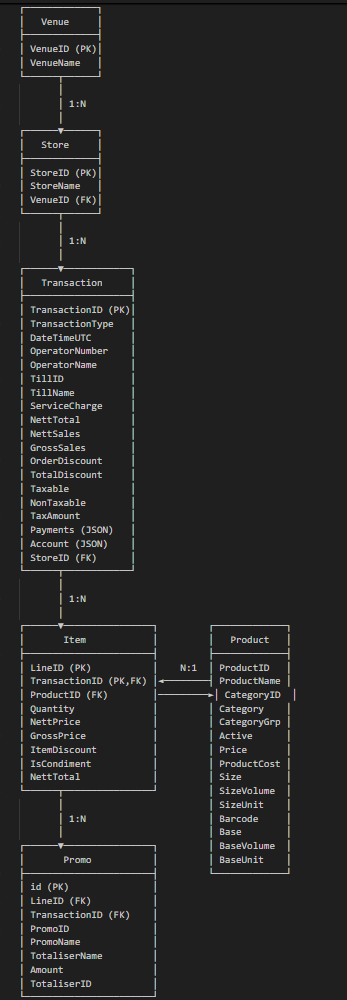 Venue
VenueID (PK)
VenueName
1:N
Store
StoreID (PK)
StoreName
VenueID (FK)
1:N
Transaction
TransactionID (PK)
TransactionType
DateTimeUTC
OperatorNumber
OperatorName
TillID
TillName
ServiceCharge
NettTotal
NettSales
GrossSales
OrderDiscount
TotalDiscount
Taxable
NonTaxable
TaxAmount
Payments (JSON)
Account (JSON)
StoreID (FK)
1:N
Item
LineID (PK)
TransactionID (PK,FK)
ProductID (FK)
Quantity
NettPrice
GrossPrice
ItemDiscount
IsCondiment
NettTotal
N:1
Product
ProductID
ProductName
CategoryID
Category
CategoryGrp
Active
Price
ProductCost
Size
SizeVolume
SizeUnit
Barcode
Base
BaseVolume
BaseUnit
1:N
Promo
id (PK)
LineID (FK)
TransactionID (FK)
PromoID
PromoName
TotaliserName
Amount
TotaliserID